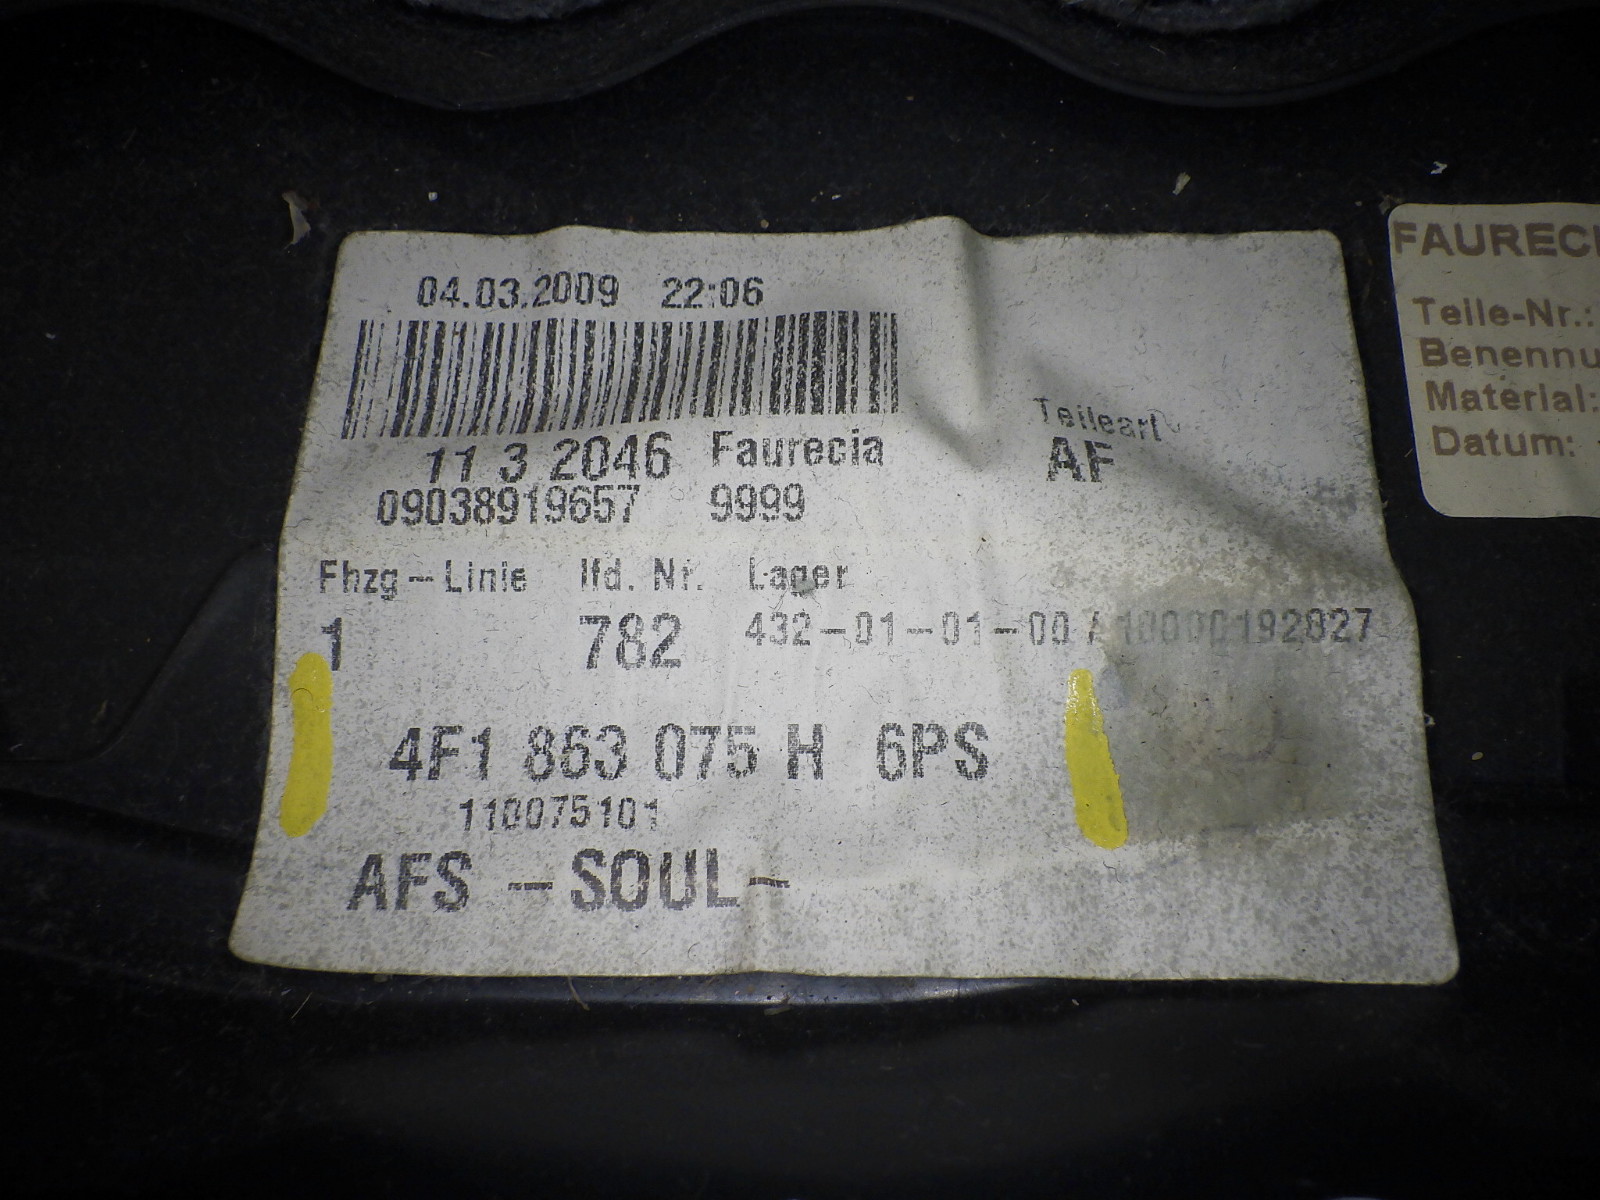 04.03.2009 22:06
11 3 2046 Faurecia
09038919657 9999
Teileart
AF
Fhzg-Linie lfd. Nr. Lager
1 782 432-01-01-00 /
4F1 863 075 H 6PS
110075101
AFS -SOUL-
FAURECI
Teile-Nr.:
Benennu
Material:
Datum: